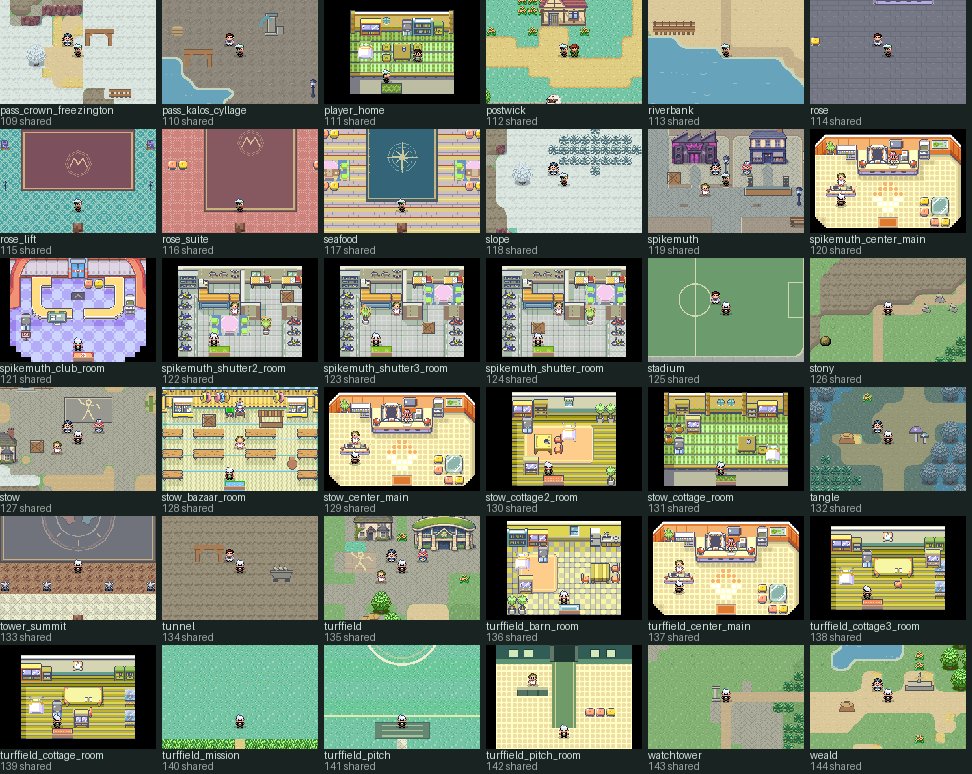 pass_crown_freezington
109 shared
pass_kalos_cyllage
110 shared
player_home
111 shared
postwick
112 shared
riverbank
113 shared
rose
114 shared
rose_lift
115 shared
rose_suite
116 shared
seafood
117 shared
slope
118 shared
spikemuth
119 shared
spikemuth_center_main
120 shared
spikemuth_club_room
121 shared
spikemuth_shutter2_room
122 shared
spikemuth_shutter3_room
123 shared
spikemuth_shutter_room
124 shared
stadium
125 shared
stony
126 shared
stow
127 shared
stow_bazaar_room
128 shared
stow_center_main
129 shared
stow_cottage2_room
130 shared
stow_cottage_room
131 shared
tangle
132 shared
tower_summit
133 shared
tunnel
134 shared
turffield
135 shared
turffield_barn_room
136 shared
turffield_center_main
137 shared
turffield_cottage3_room
138 shared
turffield_cottage_room
139 shared
turffield_mission
140 shared
turffield_pitch
141 shared
turffield_pitch_room
142 shared
watchtower
143 shared
weald
144 shared